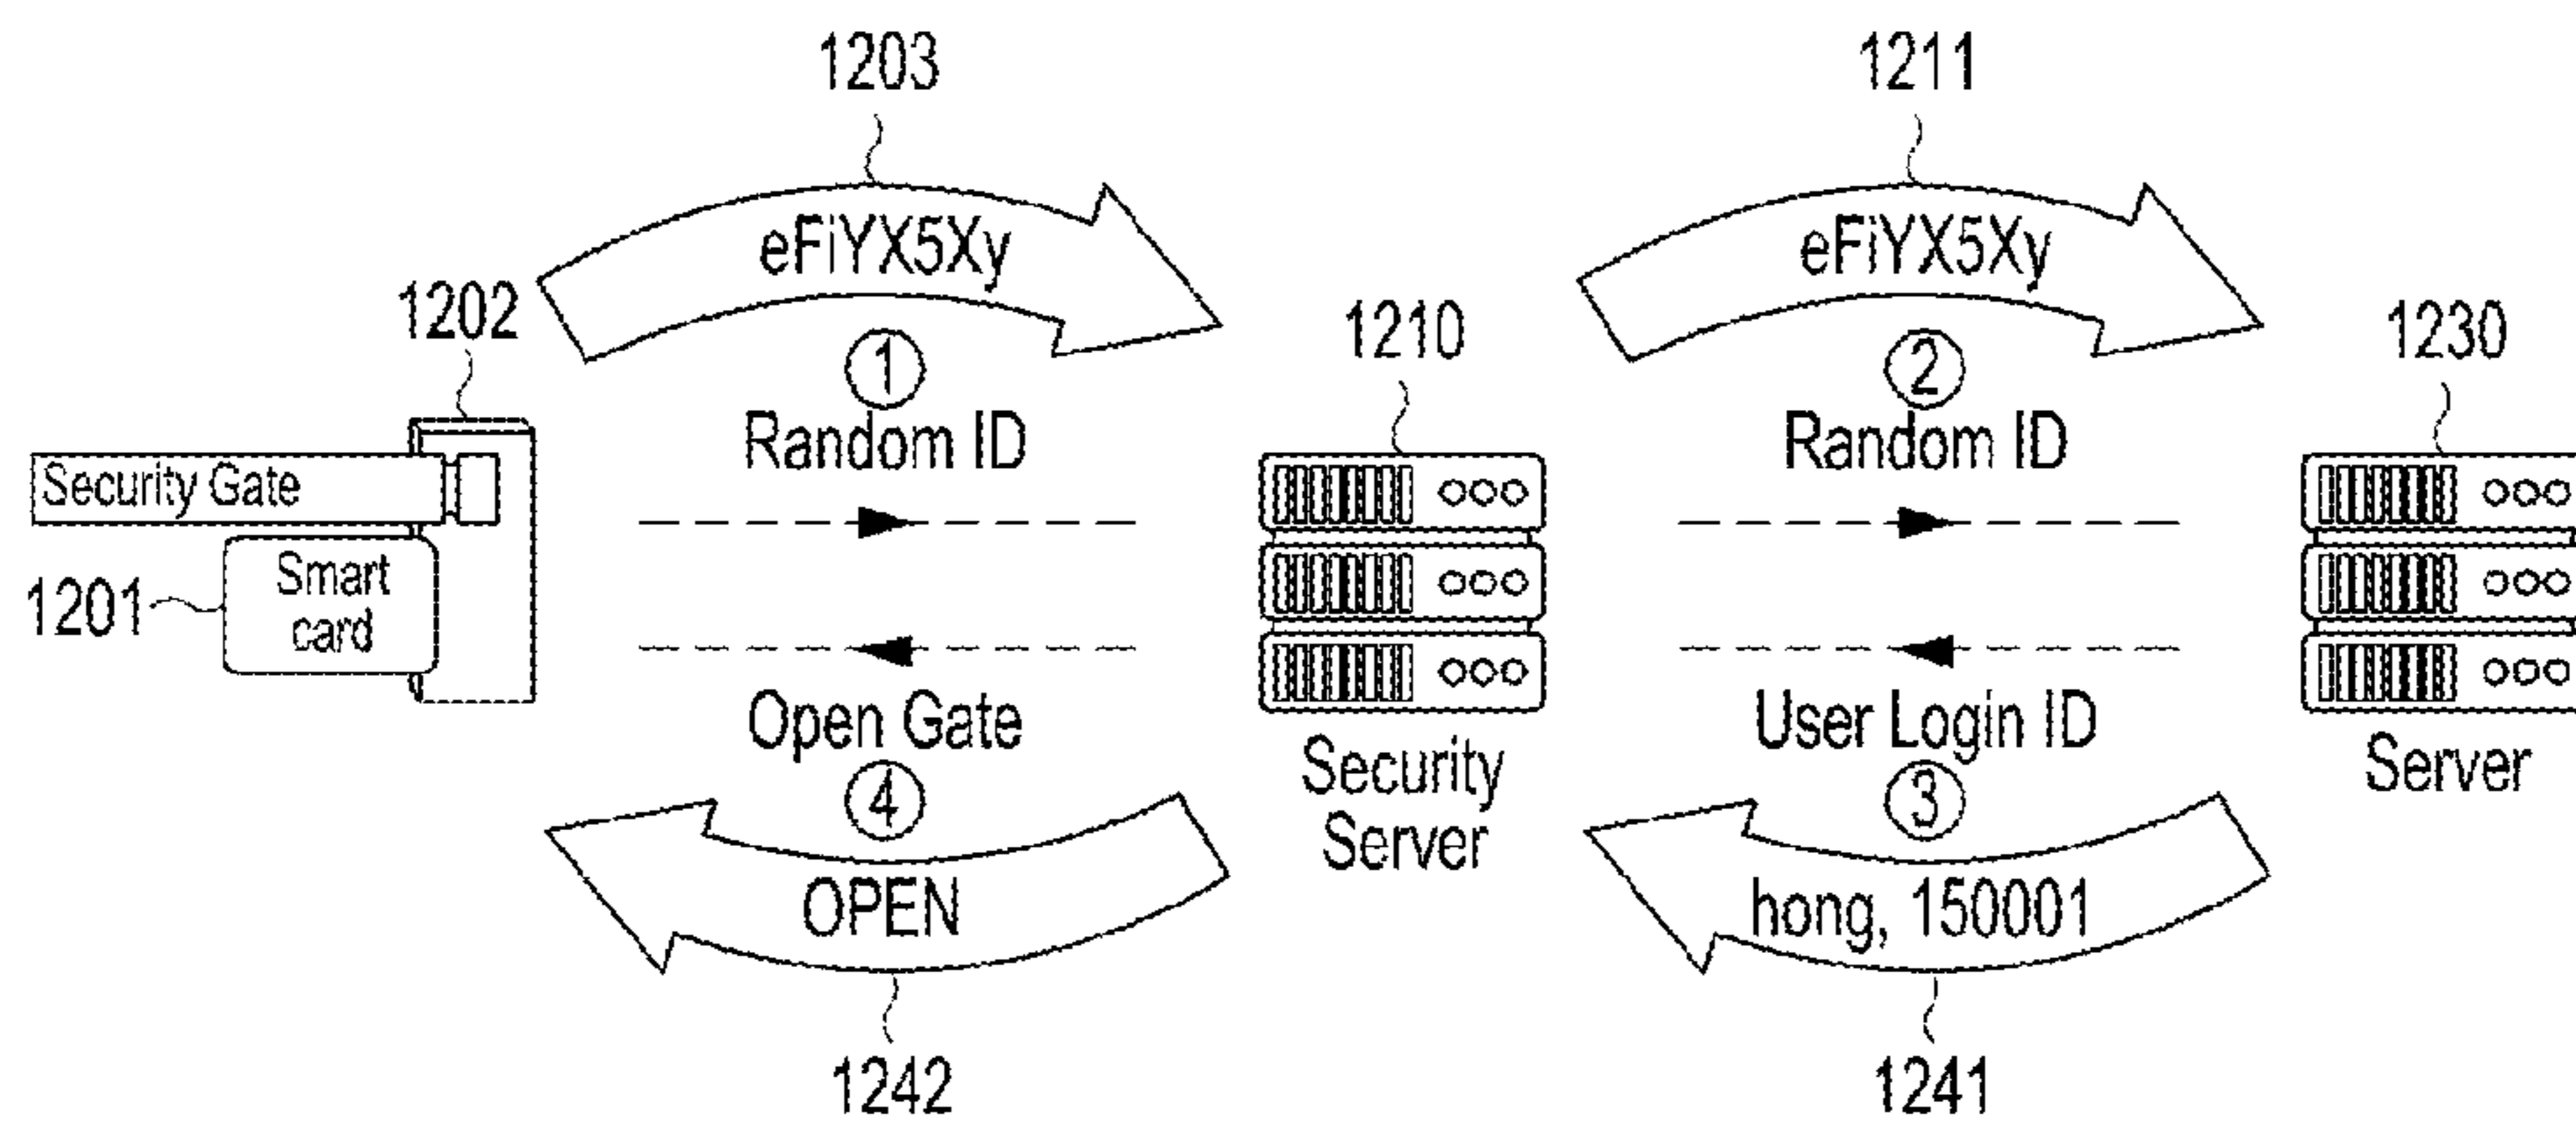 1203
1211
eFiYX5Xy
eFiYX5Xy
1202
1210
1230
1
2
Random ID
Random ID
Security Gate
Smart
card
1201
Open Gate
User Login ID
4
3
Security
Server
Server
OPEN
hong, 150001
1242
1241